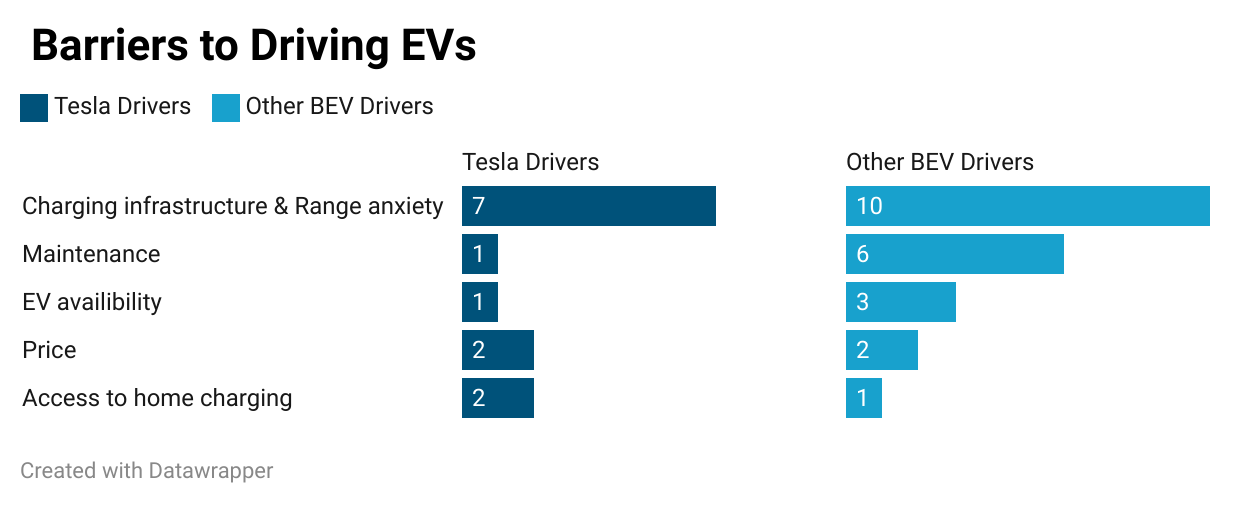 Barriers to Driving EVs
Tesla Drivers Other BEV Drivers
Tesla Drivers Other BEV Drivers
Charging infrastructure & Range anxiety 7 10
Maintenance 1 6
EV availibility 1 3
Price 2 2
Access to home charging 2 1
Created with Datawrapper